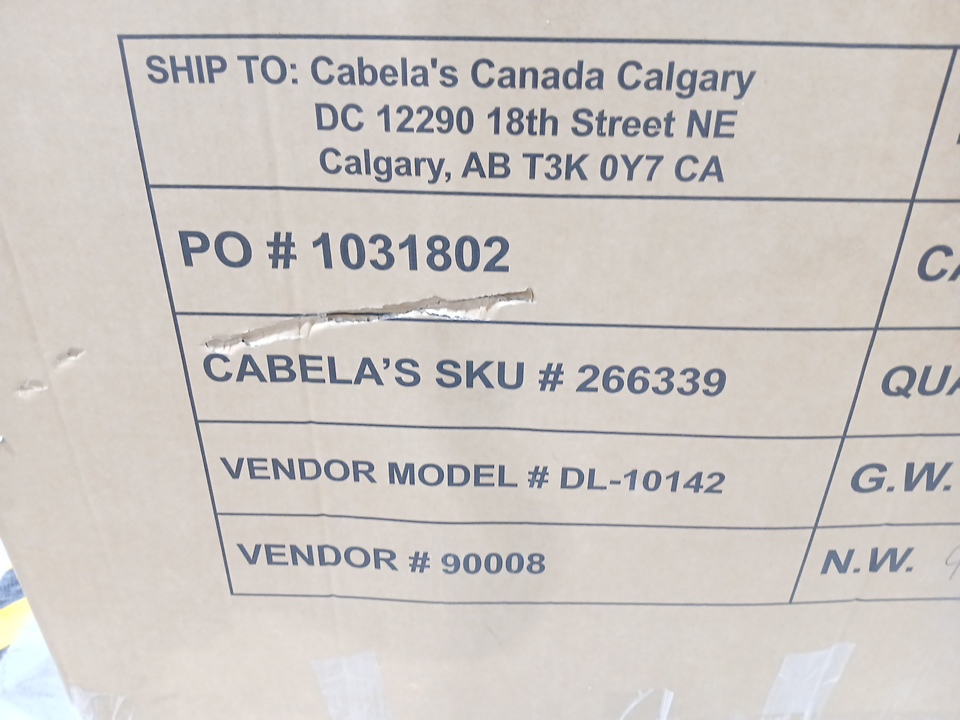 SHIP TO: Cabela's Canada Calgary
DC 12290 18th Street NE
Calgary, AB T3K 0Y7 CA
PO # 1031802
CABELA’S SKU # 266339
VENDOR MODEL # DL-10142
G.W.
VENDOR # 90008
N.W.